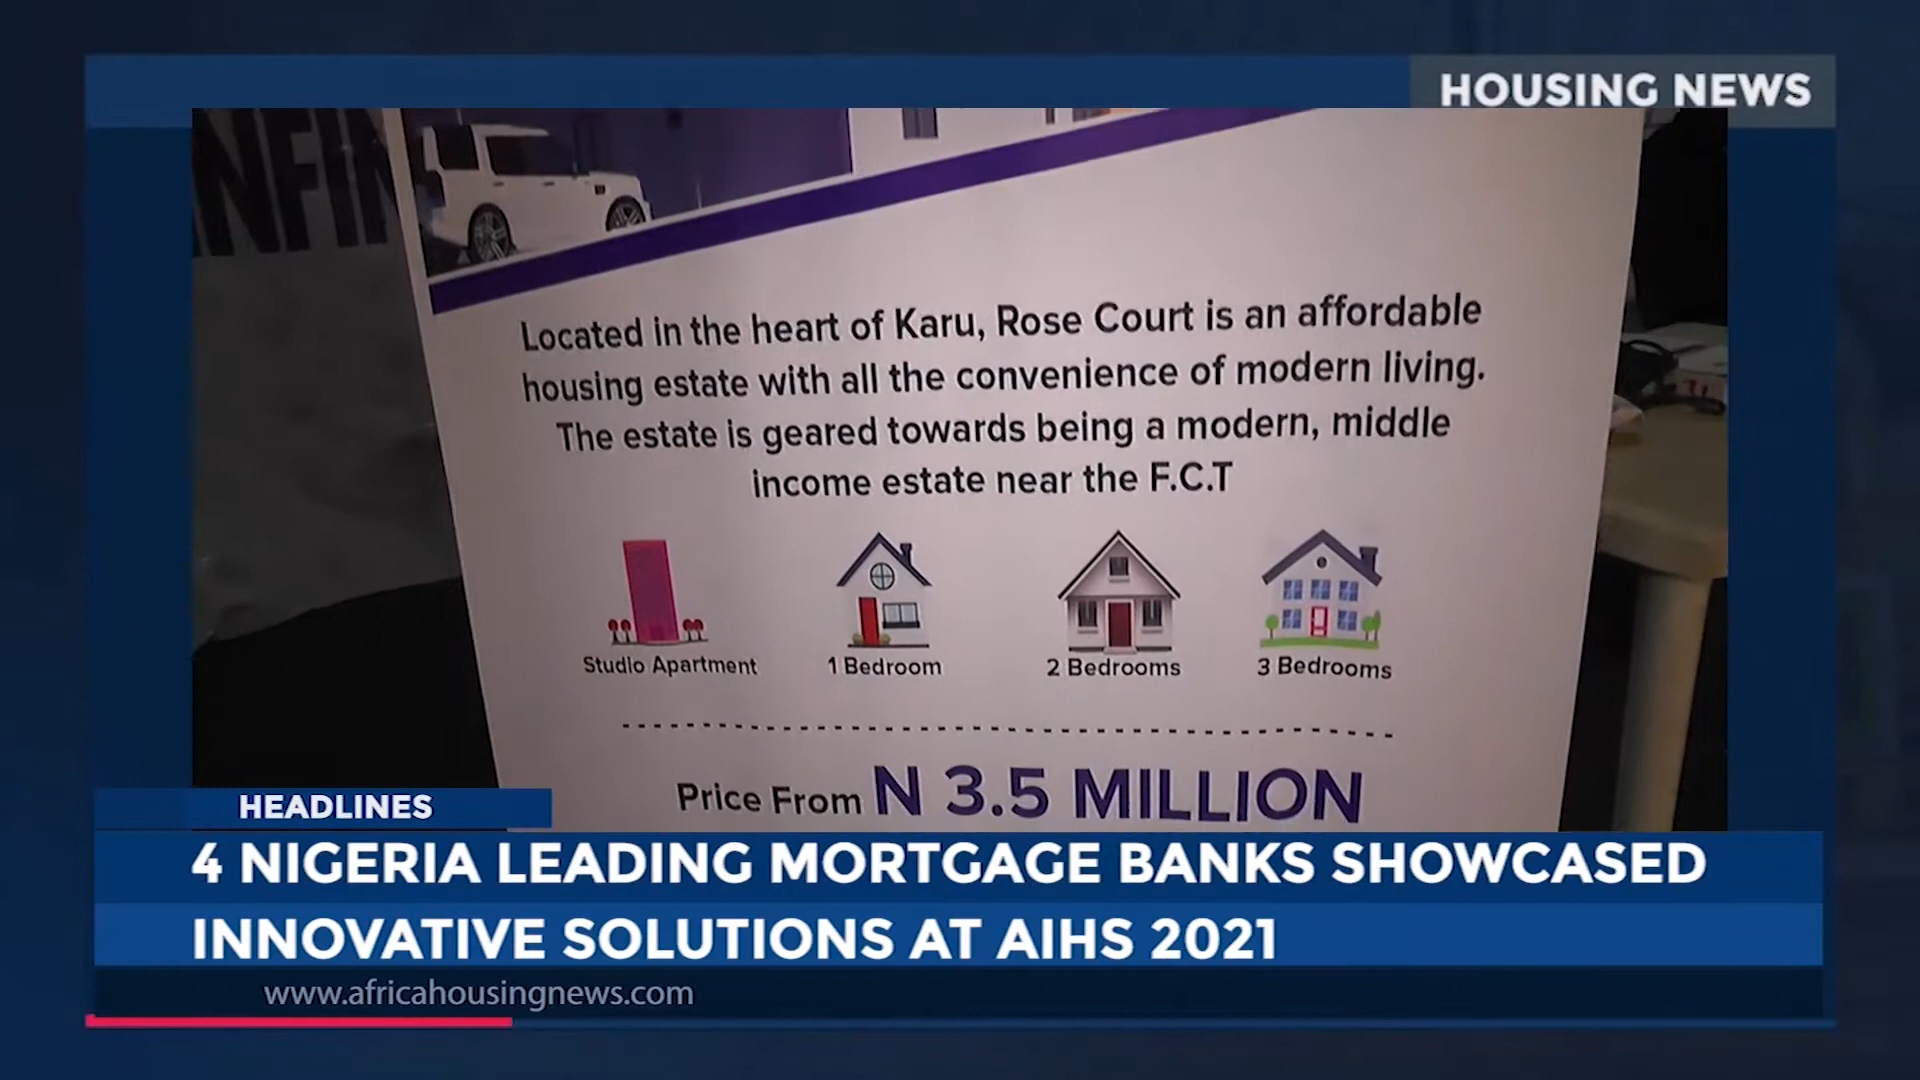 HOUSING NEWS
NFIN
Located in the heart of Karu, Rose Court is an affordable
housing estate with all the convenience of modern living.
The estate is geared towards being a modern, middle
income estate near the F.C.T
Studio Apartment
1 Bedroom
2 Bedrooms
3 Bedrooms
Price From N 3.5 MILLION
HEADLINES
4 NIGERIA LEADING MORTGAGE BANKS SHOWCASED
INNOVATIVE SOLUTIONS AT AIHS 2021
www.africahousingnews.com